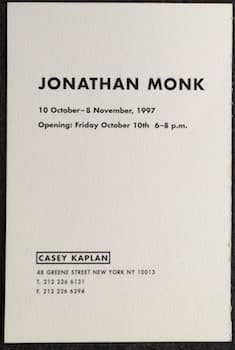 JONATHAN MONK
10 October–8 November, 1997
Opening: Friday October 10th 6–8 p.m.
CASEY KAPLAN
48 GREENE STREET NEW YORK NY 10013
T. 212 226 6131
F. 212 226 6294